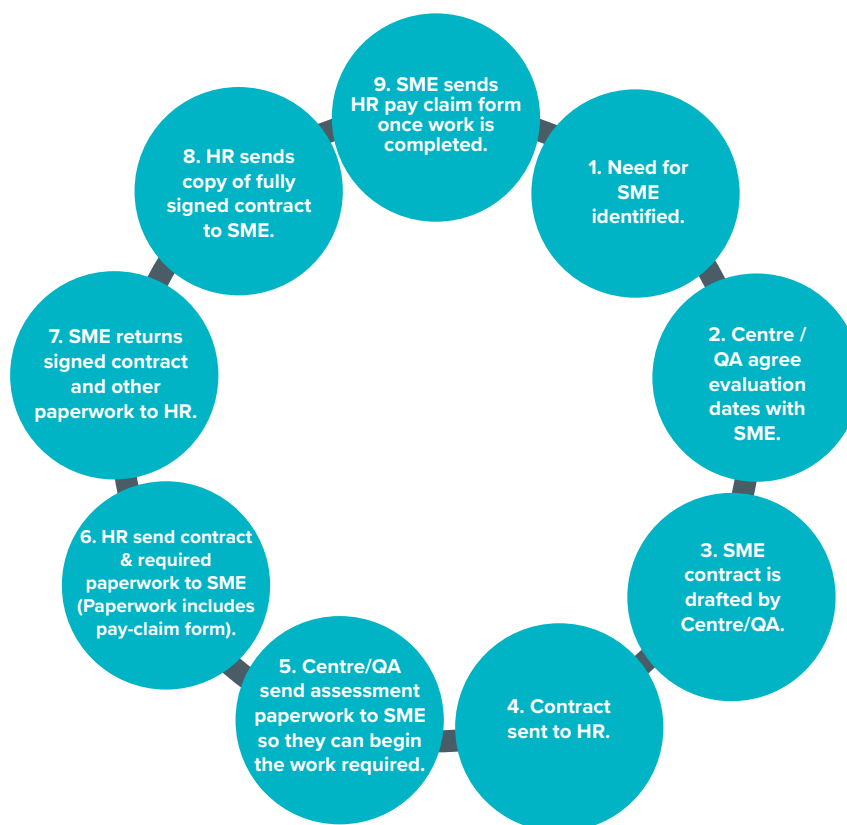 1. Need for
SME
identified.
2. Centre /
QA agree
evaluation
dates with
SME.
3. SME
contract is
drafted by
Centre/QA.
4. Contract
sent to HR.
5. Centre/QA
send assessment
paperwork to SME
so they can begin
the work required.
6. HR send contract
& required
paperwork to SME
(Paperwork includes
pay-claim form).
7. SME returns
signed contract
and other
paperwork to HR.
8. HR sends
copy of fully
signed contract
to SME.
9. SME sends
HR pay claim form
once work is
completed.